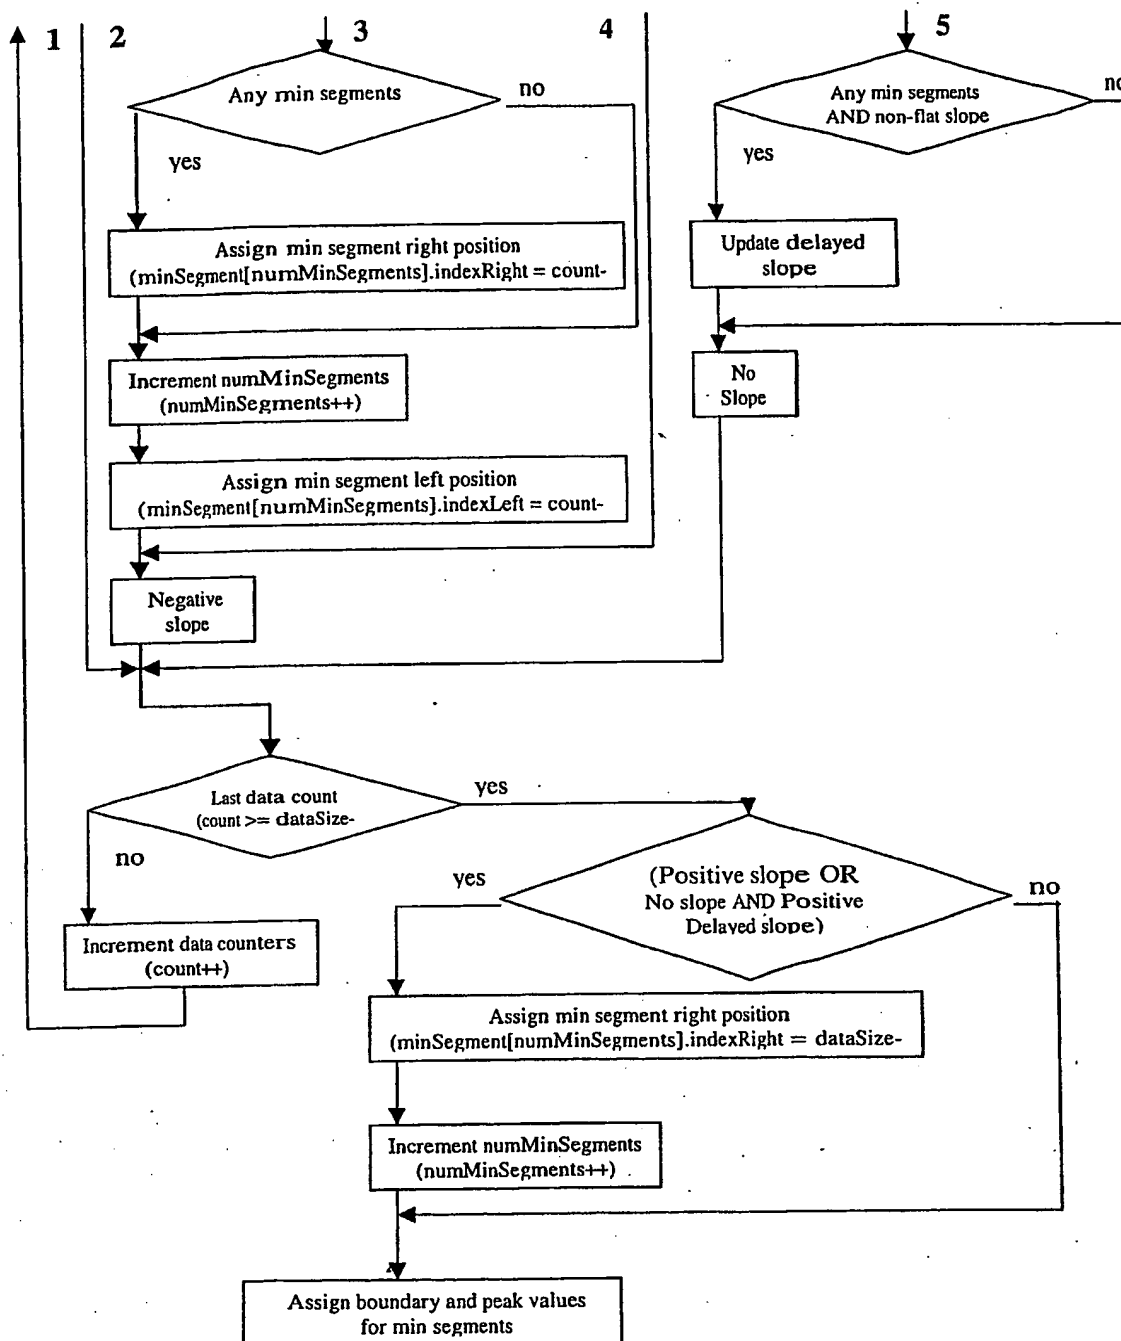 1 2 3 4 5
Any min segments
no
yes
Any min segments
AND non-flat slope
no
yes
Assign min segment right position
(minSegment[numMinSegments].indexRight = count-
Update delayed
slope
Increment numMinSegments
(numMinSegments++)
No
Slope
Assign min segment left position
(minSegment[numMinSegments].indexLeft = count-
Negative
slope
Last data count
(count >= dataSize-
yes
no
(Positive slope OR
No slope AND Positive
Delayed slope)
yes
no
Increment data counters
(count++)
Assign min segment right position
(minSegment[numMinSegments].indexRight = dataSize-
Increment numMinSegments
(numMinSegments++)
Assign boundary and peak values
for min segments